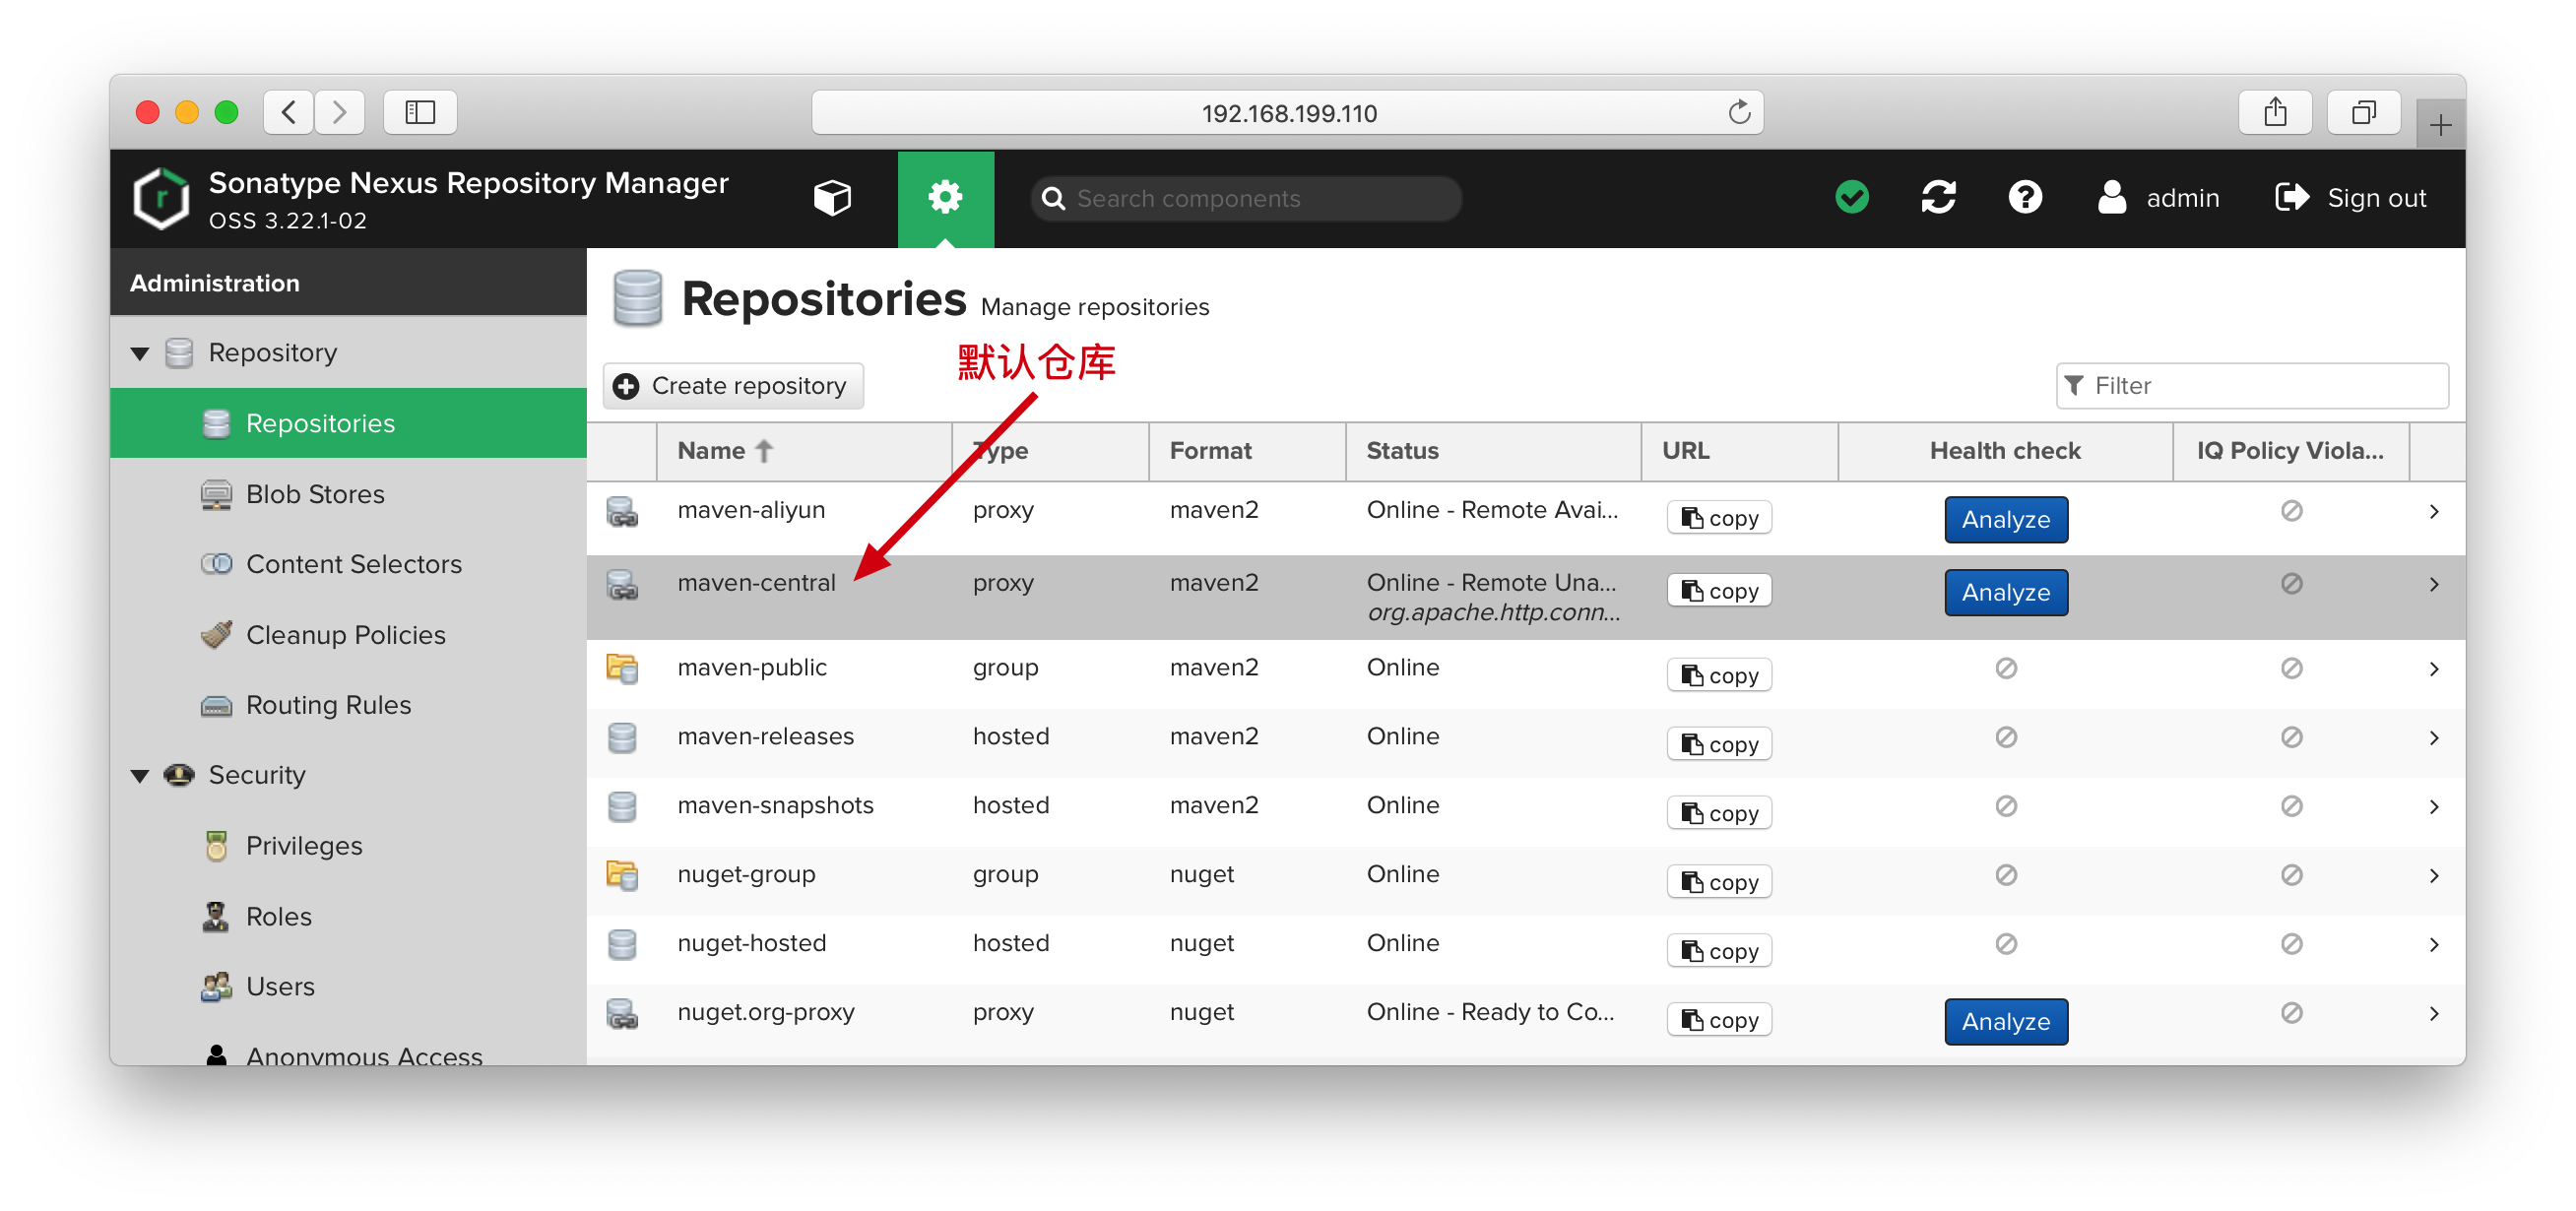 192.168.199.110
Sonatype Nexus Repository Manager
OSS 3.22.1-02
Search components
admin
Sign out
Administration
Repository
Repositories
Blob Stores
Content Selectors
Cleanup Policies
Routing Rules
Security
Privileges
Roles
Users
Anonymous Access
Repositories Manage repositories
默认仓库
Create repository
Filter
Name Type Format Status URL Health check IQ Policy Viola...
maven-aliyun proxy maven2 Online - Remote Avai... copy Analyze
maven-central proxy maven2 Online - Remote Una... copy Analyze
org.apache.http.conn...
maven-public group maven2 Online copy
maven-releases hosted maven2 Online copy
maven-snapshots hosted maven2 Online copy
nuget-group group nuget Online copy
nuget-hosted hosted nuget Online copy
nuget.org-proxy proxy nuget Online - Ready to Co... copy Analyze